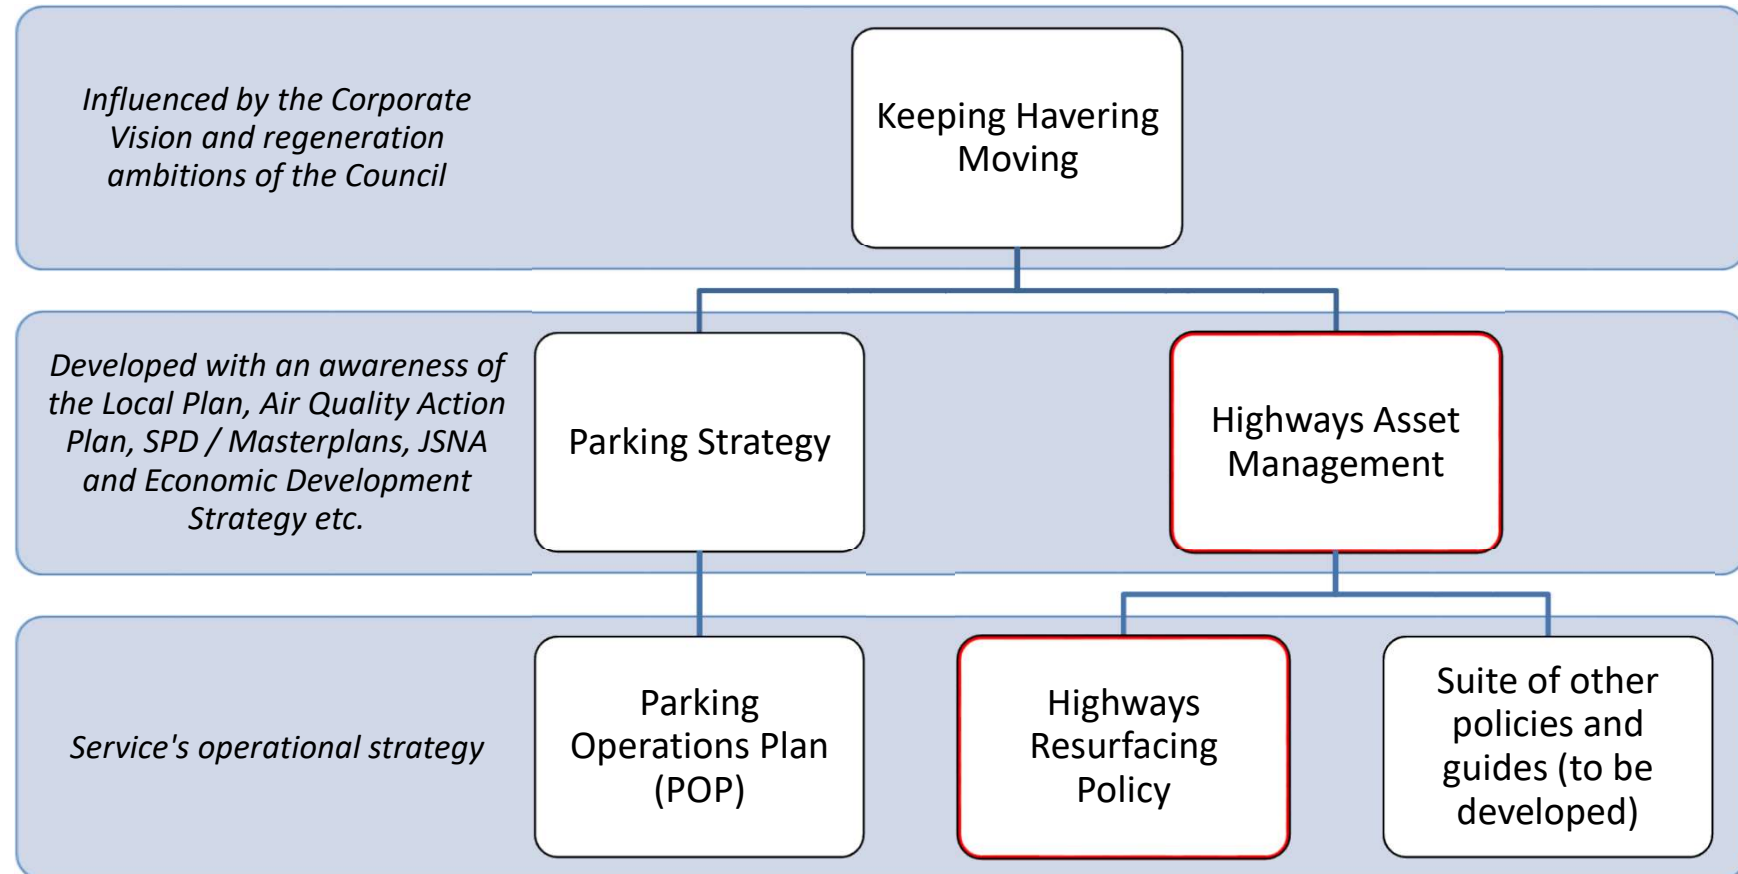 Influenced by the Corporate
Vision and regeneration
ambitions of the Council
Keeping Havering
Moving
Developed with an awareness of
the Local Plan, Air Quality Action
Plan, SPD / Masterplans, JSNA
and Economic Development
Strategy etc.
Parking Strategy
Highways Asset
Management
Service's operational strategy
Parking
Operations Plan
(POP)
Highways
Resurfacing
Policy
Suite of other
policies and
guides (to be
developed)